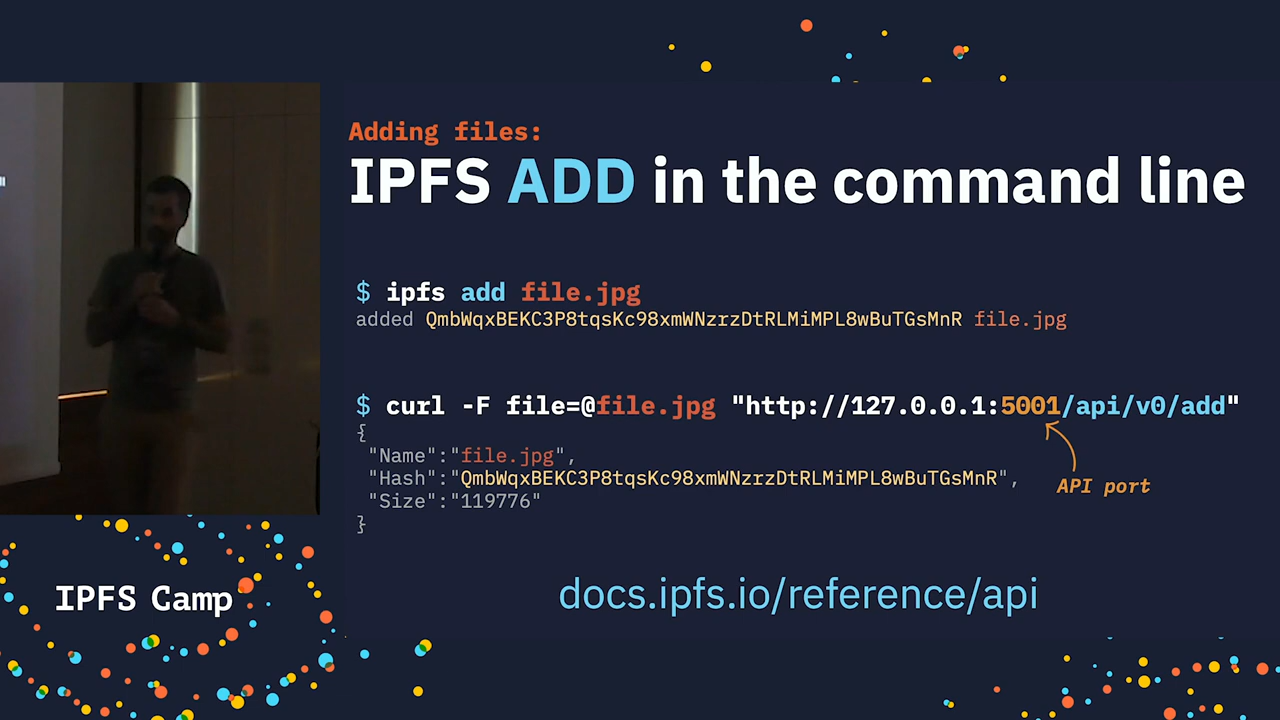 Adding files:
IPFS ADD in the command line
$ ipfs add file.jpg
added QmbWqxBEKC3P8tqsKc98xmWNzrzDtRLMiMPL8wBuTGsMnR file.jpg
$ curl -F file=@file.jpg "http://127.0.0.1:5001/api/v0/add"
{
"Name":"file.jpg",
"Hash":"QmbWqxBEKC3P8tqsKc98xmWNzrzDtRLMiMPL8wBuTGsMnR",
"Size":"119776"
}
API port
docs.ipfs.io/reference/api
IPFS Camp